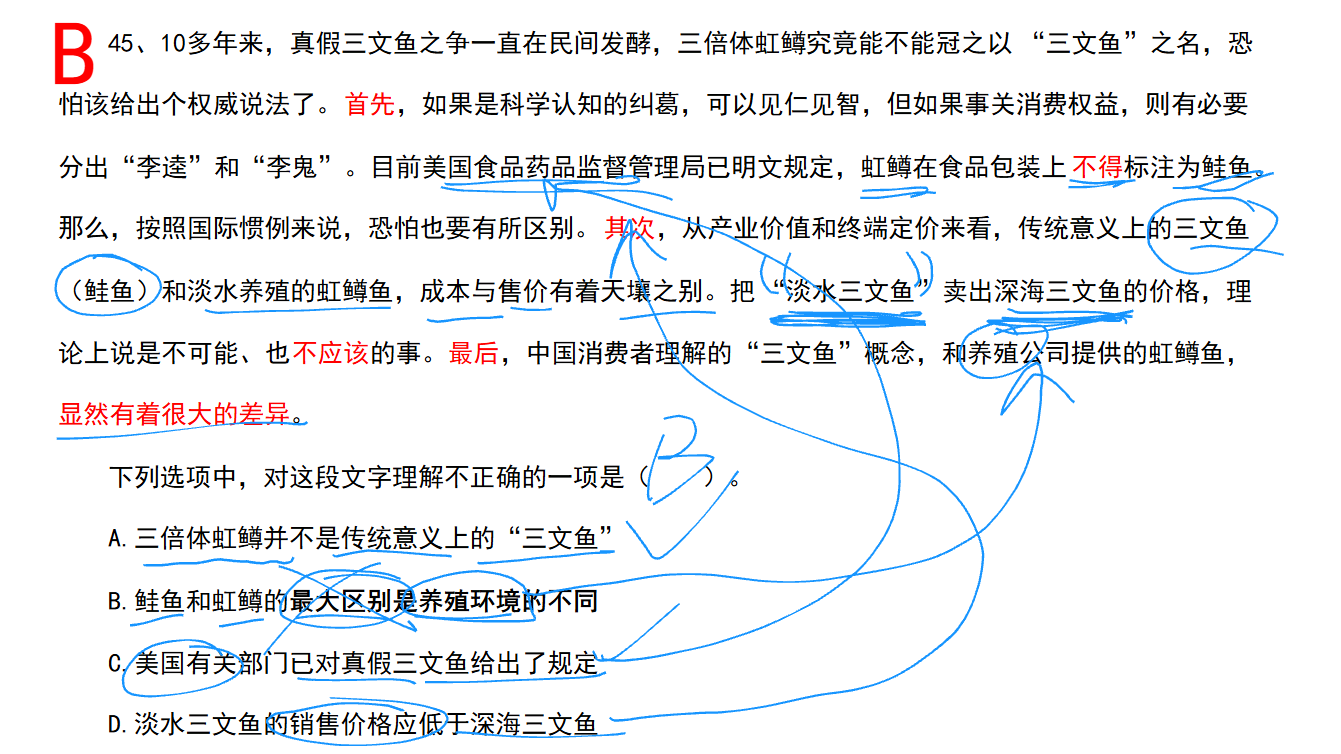 B 45、10多年来，真假三文鱼之争一直在民间发酵，三倍体虹鳟究竟能不能冠之以“三文鱼”之名，恐
怕该给出个权威说法了。首先，如果是科学认知的纠葛，可以见仁见智，但如果事关消费权益，则有必要
分出“李逵”和“李鬼”。目前美国食品药品监督管理局已明文规定，虹鳟在食品包装上不得标注为鲑鱼。
那么，按照国际惯例来说，恐怕也要有所区别。其次，从产业价值和终端定价来看，传统意义上的三文鱼
（鲑鱼）和淡水养殖的虹鳟鱼，成本与售价有着天壤之别。把“淡水三文鱼”卖出深海三文鱼的价格，理
论上说是不可能、也不应该的事。最后，中国消费者理解的“三文鱼”概念，和养殖公司提供的虹鳟鱼，
显然有着很大的差异。
下列选项中，对这段文字理解不正确的一项是（B）。
A.三倍体虹鳟并不是传统意义上的“三文鱼”
B.鲑鱼和虹鳟的最大区别是养殖环境的不同
C.美国有关部门已对真假三文鱼给出了规定
D.淡水三文鱼的销售价格应低于深海三文鱼